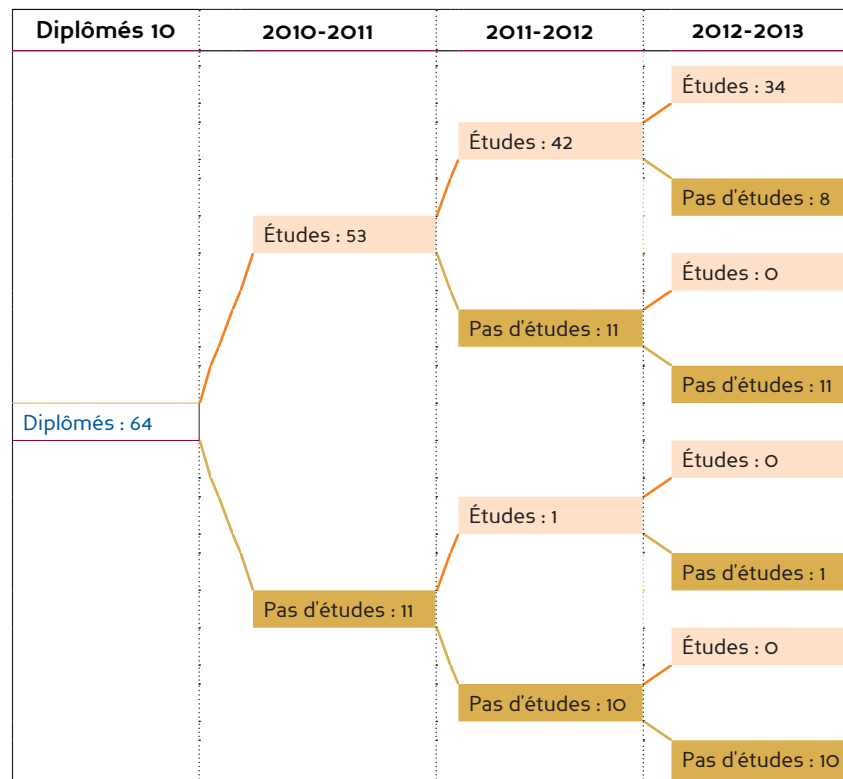 Diplômés 10 2010-2011 2011-2012 2012-2013
Études : 34
Études : 42
Pas d'études : 8
Études : 53
Études : 0
Pas d'études : 11
Pas d'études : 11
Diplômés : 64
Études : 0
Études : 1
Pas d'études : 1
Pas d'études : 11
Études : 0
Pas d'études : 10
Pas d'études : 10